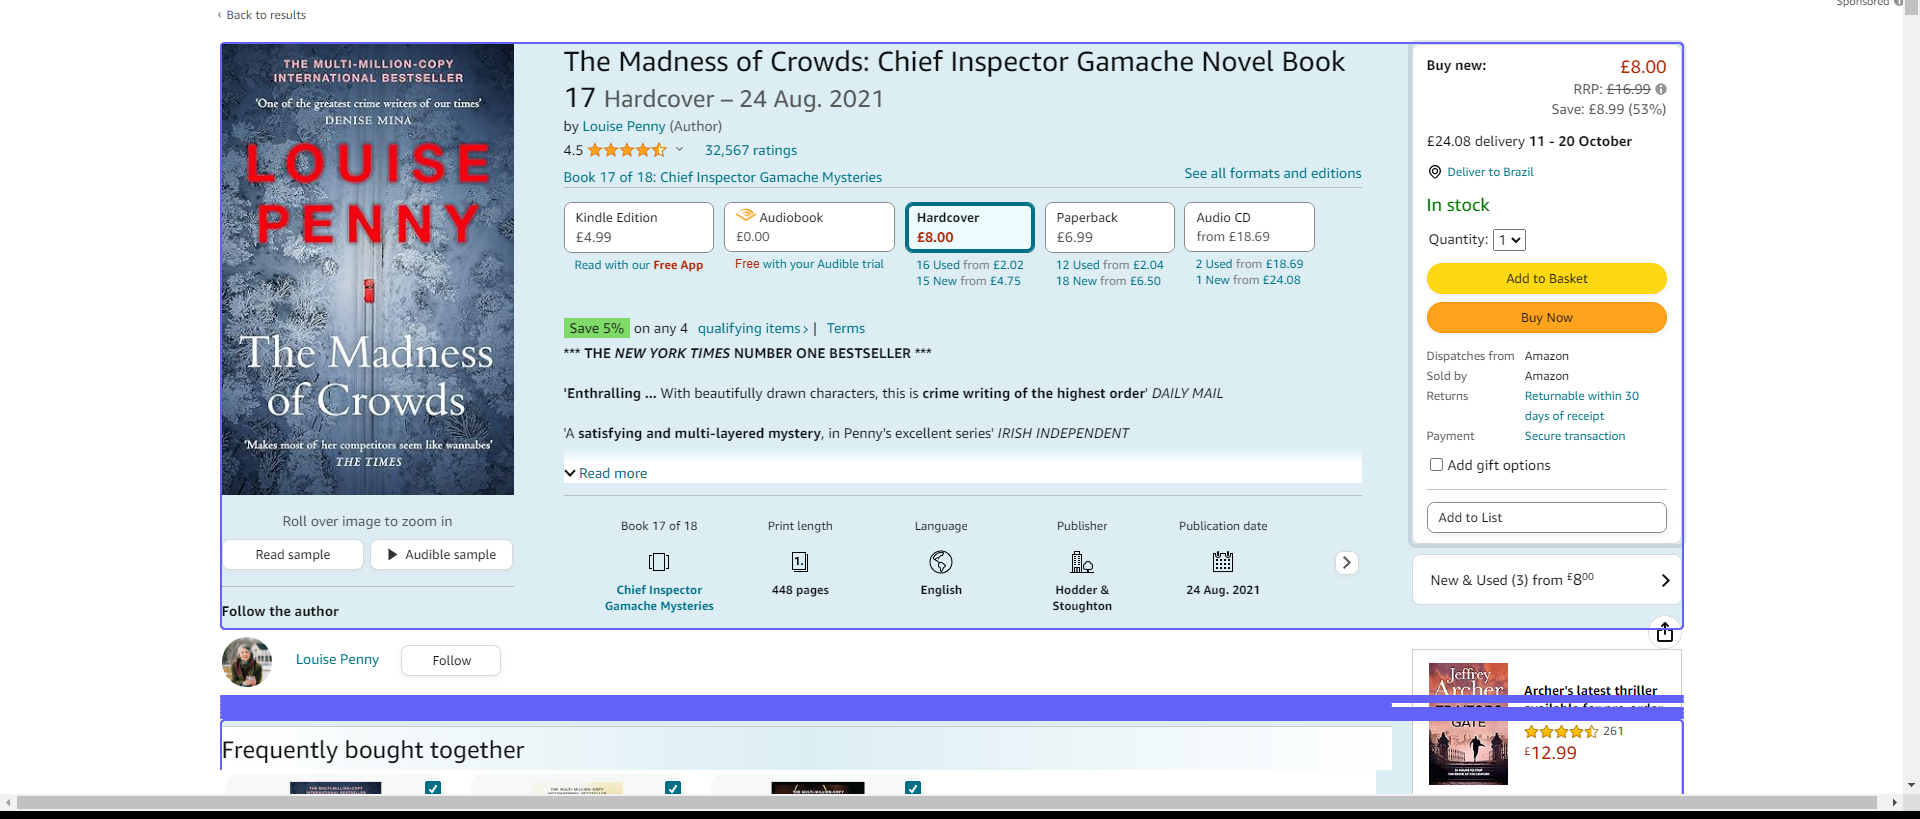 ‹ Back to results
Sponsored
THE MULTI-MILLION-COPY
INTERNATIONAL BESTSELLER
'One of the greatest crime writers of our times'
DENISE MINA
LOUISE
PENNY
The Madness
of Crowds
'Makes most of her competitors seem like wannabes'
THE TIMES
Roll over image to zoom in
Read sample
Audible sample
Follow the author
Louise Penny
Follow
The Madness of Crowds: Chief Inspector Gamache Novel Book
17 Hardcover – 24 Aug. 2021
by Louise Penny (Author)
4.5
32,567 ratings
Book 17 of 18: Chief Inspector Gamache Mysteries
See all formats and editions
Kindle Edition
£4.99
Read with our Free App
Audiobook
£0.00
Free with your Audible trial
Hardcover
£8.00
16 Used from £2.02
15 New from £4.75
Paperback
£6.99
12 Used from £2.04
18 New from £6.50
Audio CD
from £18.69
2 Used from £18.69
1 New from £24.08
Save 5% on any 4 qualifying items › | Terms
*** THE NEW YORK TIMES NUMBER ONE BESTSELLER ***
'Enthralling ... With beautifully drawn characters, this is crime writing of the highest order' DAILY MAIL
'A satisfying and multi-layered mystery, in Penny's excellent series' IRISH INDEPENDENT
Read more
Book 17 of 18
Chief Inspector
Gamache Mysteries
Print length
448 pages
Language
English
Publisher
Hodder &
Stoughton
Publication date
24 Aug. 2021
Buy new:
£8.00
RRP: £16.99
Save: £8.99 (53%)
£24.08 delivery 11 - 20 October
Deliver to Brazil
In stock
Quantity: 1
Add to Basket
Buy Now
Dispatches from Amazon
Sold by Amazon
Returns Returnable within 30
days of receipt
Payment Secure transaction
Add gift options
Add to List
New & Used (3) from £800
Jeffrey
Archer
GATE
Archer's latest thriller
261
£12.99
Frequently bought together
THE MULTI-MILLION-COPY
INTERNATIONAL BESTSELLER
THE MULTI-MILLION-COPY